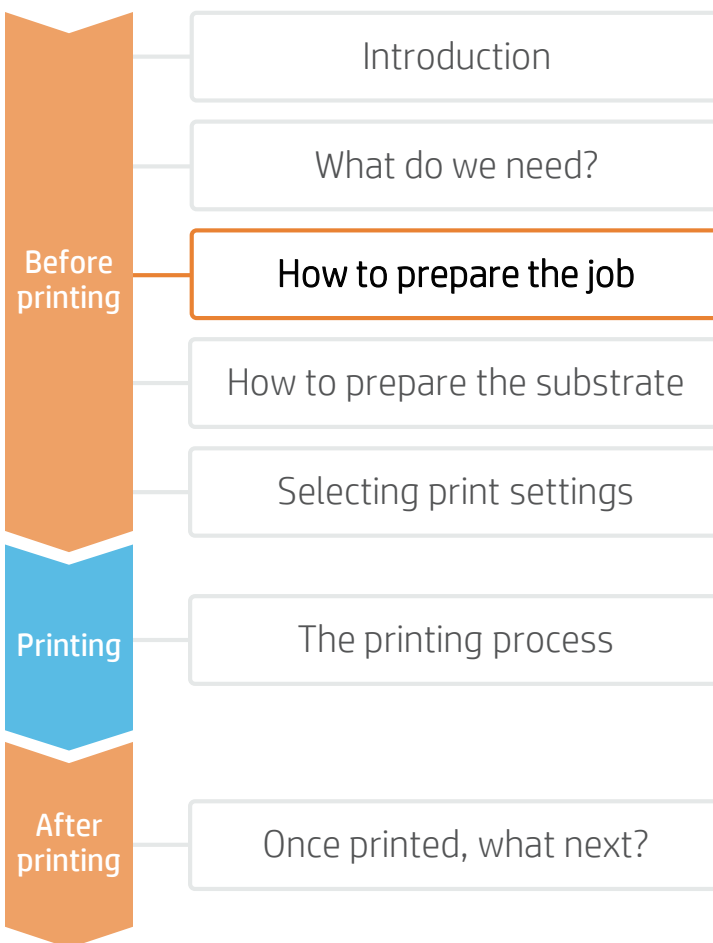 Introduction
What do we need?
Before
printing
How to prepare the job
How to prepare the substrate
Selecting print settings
Printing
The printing process
After
printing
Once printed, what next?